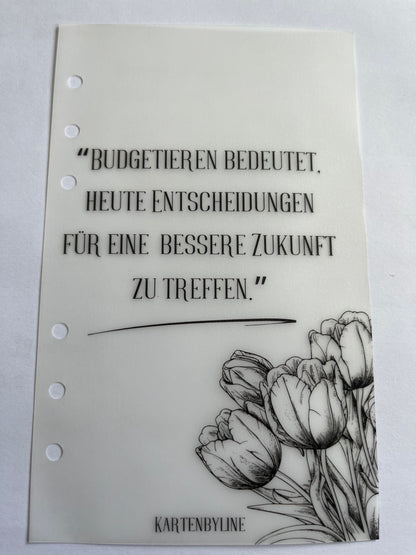 "Budgetieren bedeutet,
heute Entscheidungen
für eine bessere Zukunft
zu treffen."
Kartenbyline